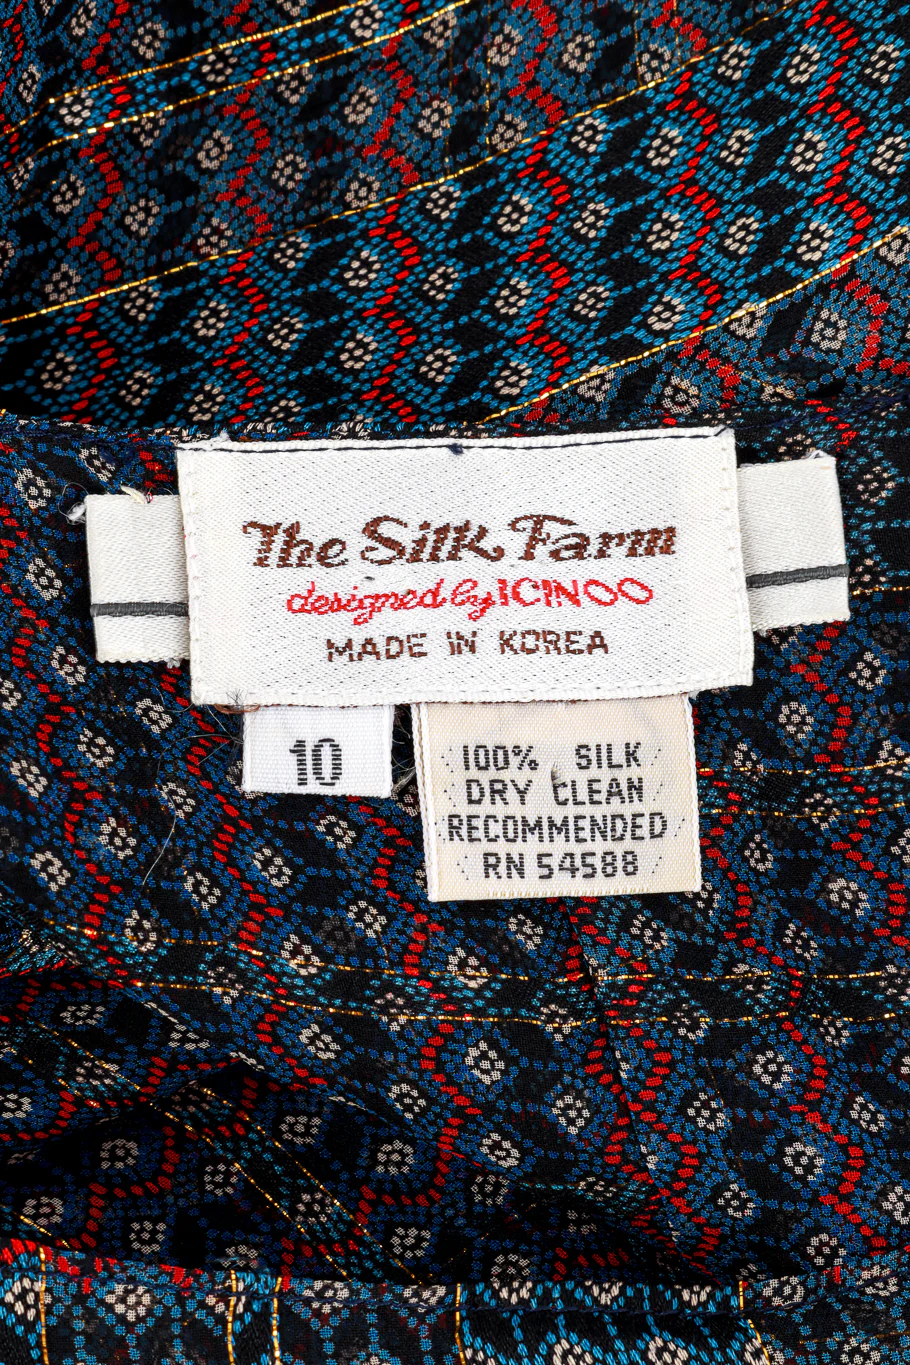 The Silk Farm
designed by ICINOO
MADE IN KOREA
10
100% SILK
DRY CLEAN
RECOMMENDED
RN 54588